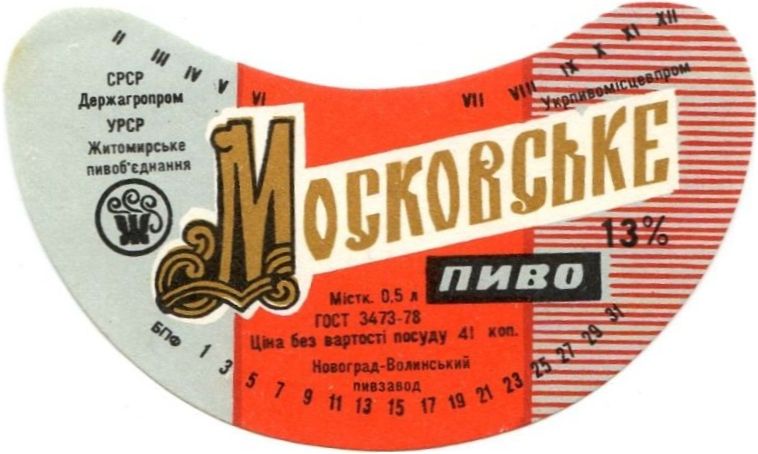 I II III IV V VI VII VIII IX X XI XII
СРСР
Держагропром
УРСР
Житомирське
пивоб'єднання
Ж
Укрпивомісцевпром
Московське
13%
пиво
Містк. 0,5 л
ГОСТ 3473-78
Ціна без вартості посуду 41 коп.
Новоград-Волинський
пивзавод
БПФ 1 3 5 7 9 11 13 15 17 19 21 23 25 27 29 31